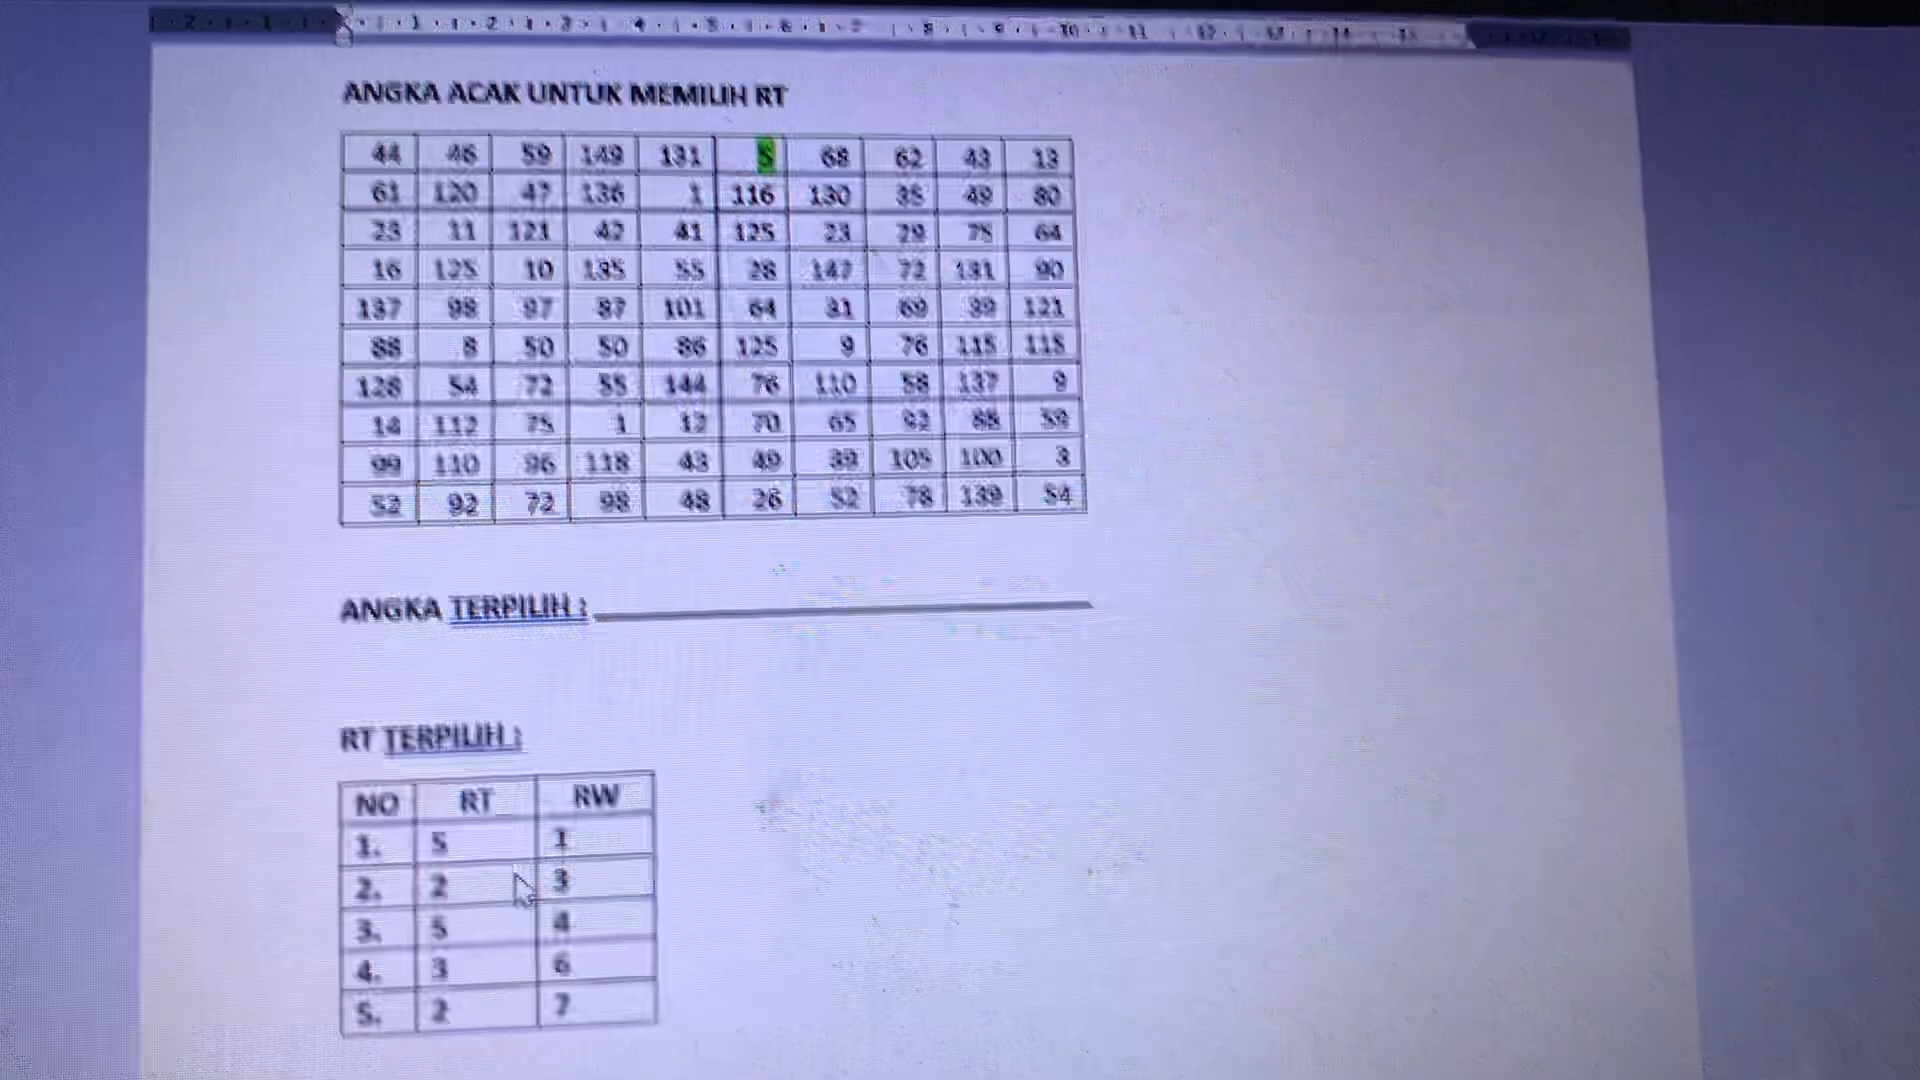 ANGKA ACAK UNTUK MEMILIH RT
44 46 59 149 131 5 68 62 43 13
61 120 47 136 1 116 130 35 49 80
23 11 121 42 41 125 23 29 75 64
16 125 10 135 55 28 147 72 131 90
137 98 97 87 101 64 31 69 39 121
88 8 50 50 86 125 9 76 115 115
128 54 72 55 144 76 110 58 137 9
14 112 75 1 12 70 65 92 88 59
99 110 96 118 43 49 39 105 100 3
52 92 72 98 48 26 52 78 139 54
ANGKA TERPILIH :
RT TERPILIH :
NO RT RW
1. 5 1
2. 2 3
3. 5 4
4. 3 6
5. 2 7